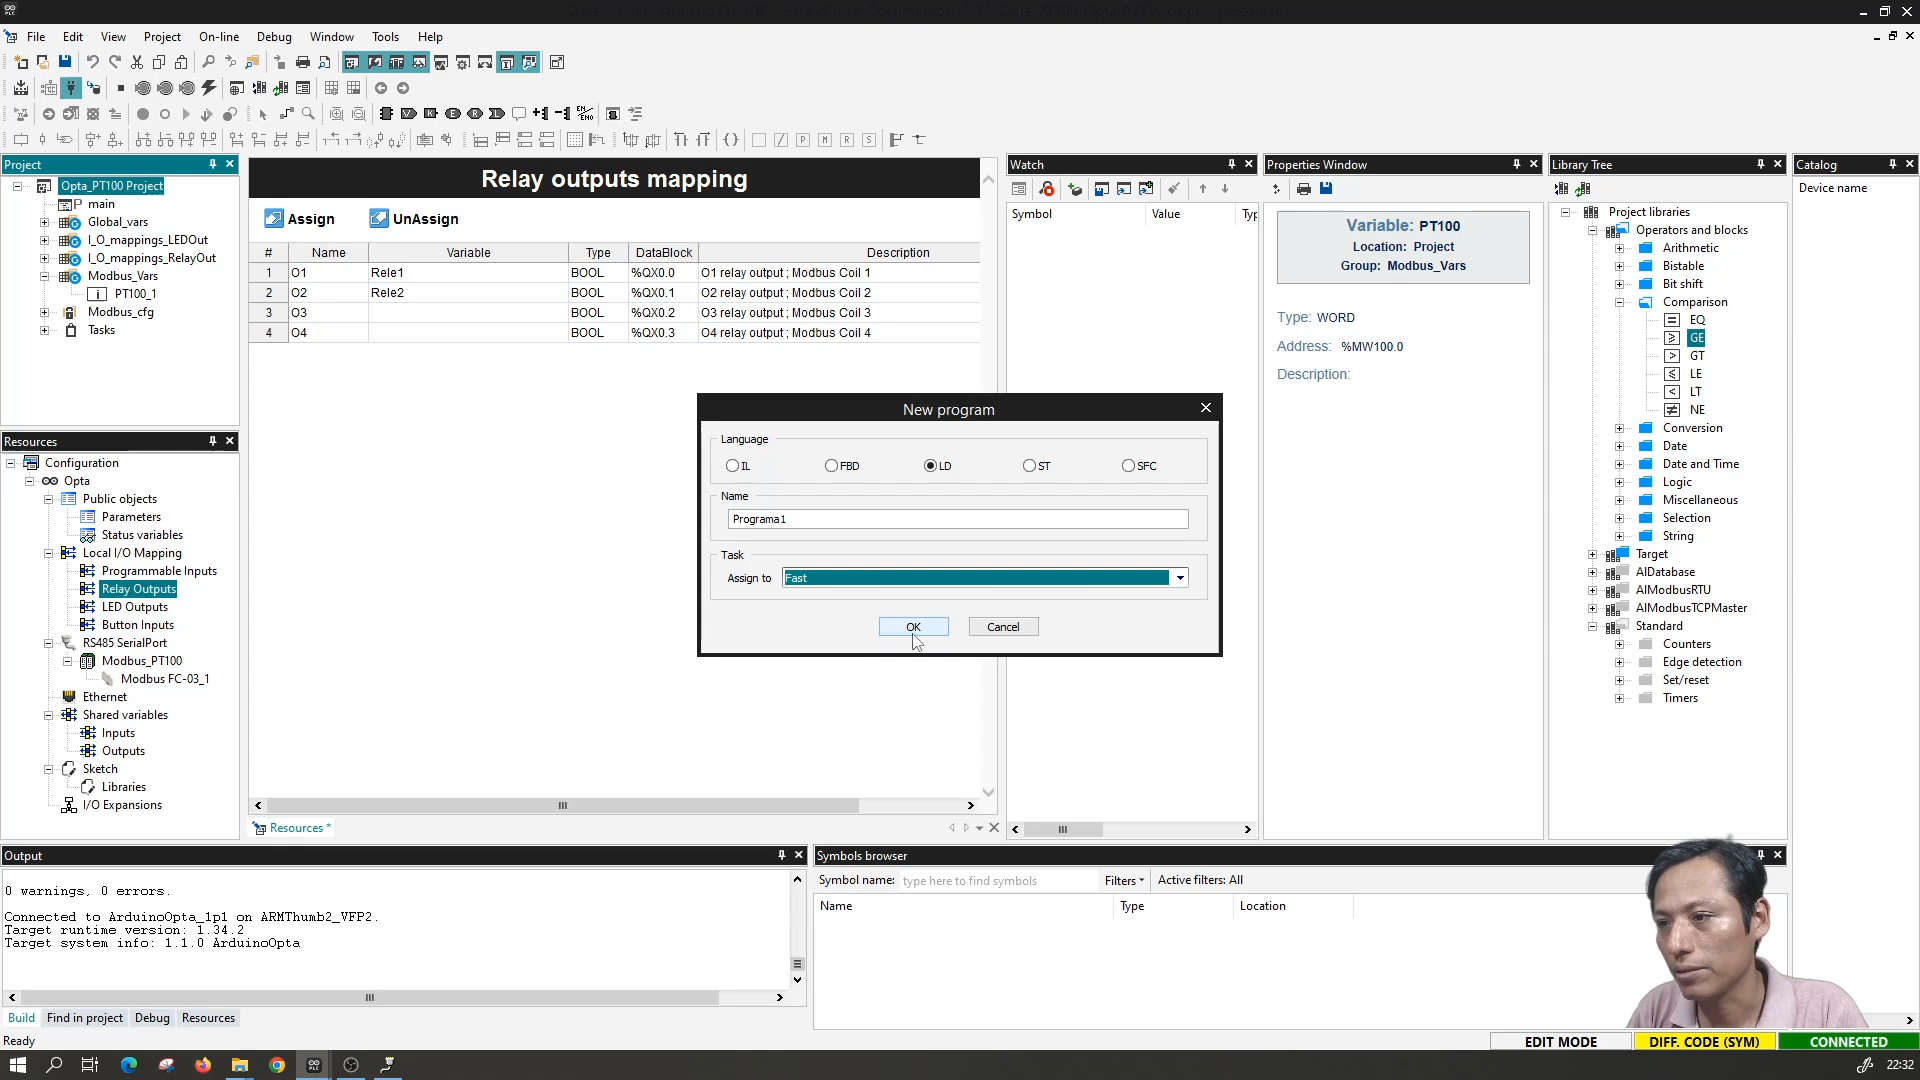 File Edit View Project On-line Debug Window Tools Help
Project
Opta_PT100 Project
main
Global_vars
I_O_mappings_LEDOut
I_O_mappings_RelayOut
Modbus_Vars
PT100_1
Modbus_cfg
Tasks
Resources
Configuration
Opta
Public objects
Parameters
Status variables
Local I/O Mapping
Programmable Inputs
Relay Outputs
LED Outputs
Button Inputs
RS485 SerialPort
Modbus_PT100
Modbus FC-03_1
Ethernet
Shared variables
Inputs
Outputs
Sketch
Libraries
I/O Expansions
Relay outputs mapping
Assign UnAssign
# Name Variable Type DataBlock Description
1 O1 Rele1 BOOL %QX0.0 O1 relay output ; Modbus Coil 1
2 O2 Rele2 BOOL %QX0.1 O2 relay output ; Modbus Coil 2
3 O3 BOOL %QX0.2 O3 relay output ; Modbus Coil 3
4 O4 BOOL %QX0.3 O4 relay output ; Modbus Coil 4
Resources *
New program
Language
IL FBD LD ST SFC
Name
Programa1
Task
Assign to Fast
OK Cancel
Watch
Symbol Value Typ
Properties Window
Variable: PT100
Location: Project
Group: Modbus_Vars
Type: WORD
Address: %MW100.0
Description:
Library Tree
Project libraries
Operators and blocks
Arithmetic
Bistable
Bit shift
Comparison
EQ
GE
GT
LE
LT
NE
Conversion
Date
Date and Time
Logic
Miscellaneous
Selection
String
Target
AlDatabase
AlModbusRTU
AlModbusTCPMaster
Standard
Counters
Edge detection
Set/reset
Timers
Catalog
Device name
Output
0 warnings, 0 errors.
Connected to ArduinoOpta_1p1 on ARMThumb2_VFP2.
Target runtime version: 1.34.2
Target system info: 1.1.0 ArduinoOpta
Build Find in project Debug Resources
Symbols browser
Symbol name: type here to find symbols Filters Active filters: All
Name Type Location
Ready
EDIT MODE DIFF. CODE (SYM) CONNECTED
22:32